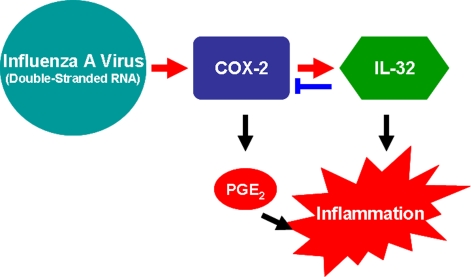 Influenza A Virus
(Double-Stranded RNA)
COX-2
IL-32
PGE₂
Inflammation